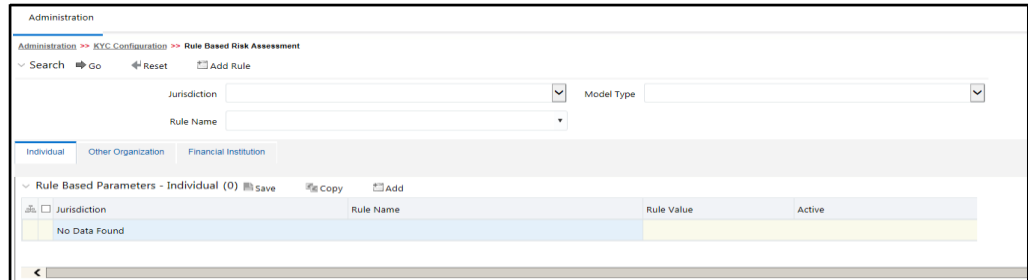 Administration
Administration >> KYC Configuration >> Rule Based Risk Assessment
Search Go Reset Add Rule
Jurisdiction Model Type
Rule Name
Individual Other Organization Financial Institution
Rule Based Parameters - Individual (0) Save Copy Add
Jurisdiction Rule Name Rule Value Active
No Data Found